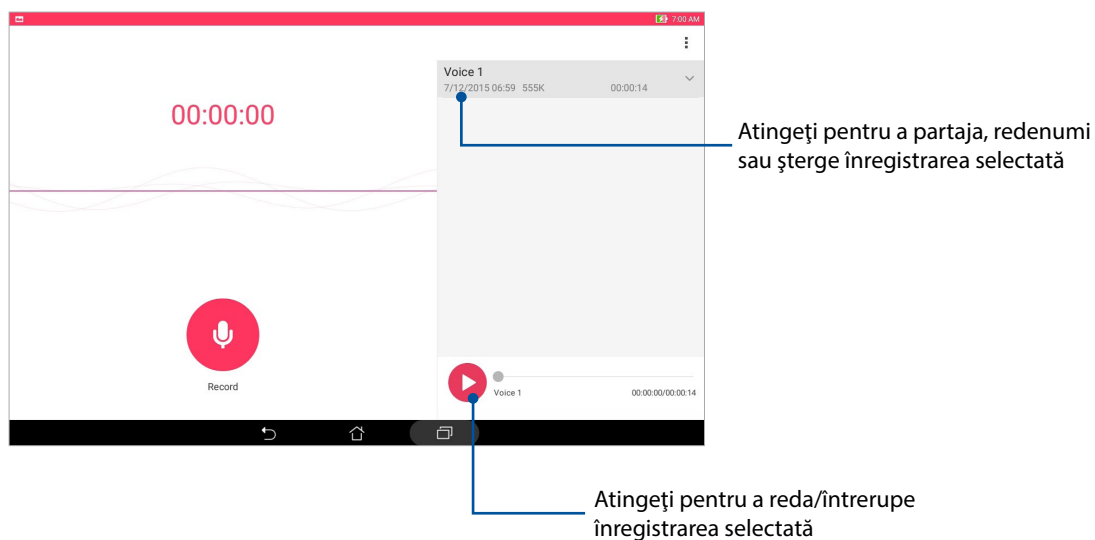 7:00 AM
Voice 1
7/12/2015 06:59 555K 00:00:14
00:00:00
Atingeţi pentru a partaja, redenumi
sau şterge înregistrarea selectată
Record
Voice 1 00:00:00/00:00:14
Atingeţi pentru a reda/întrerupe
înregistrarea selectată